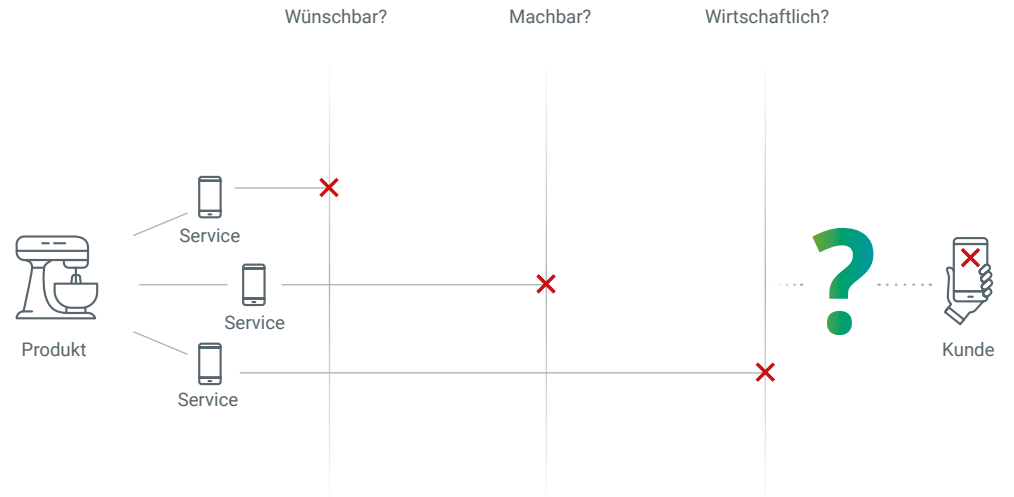 Wünschbar?
Machbar?
Wirtschaftlich?
Service
Service
Produkt
Kunde
Service
?